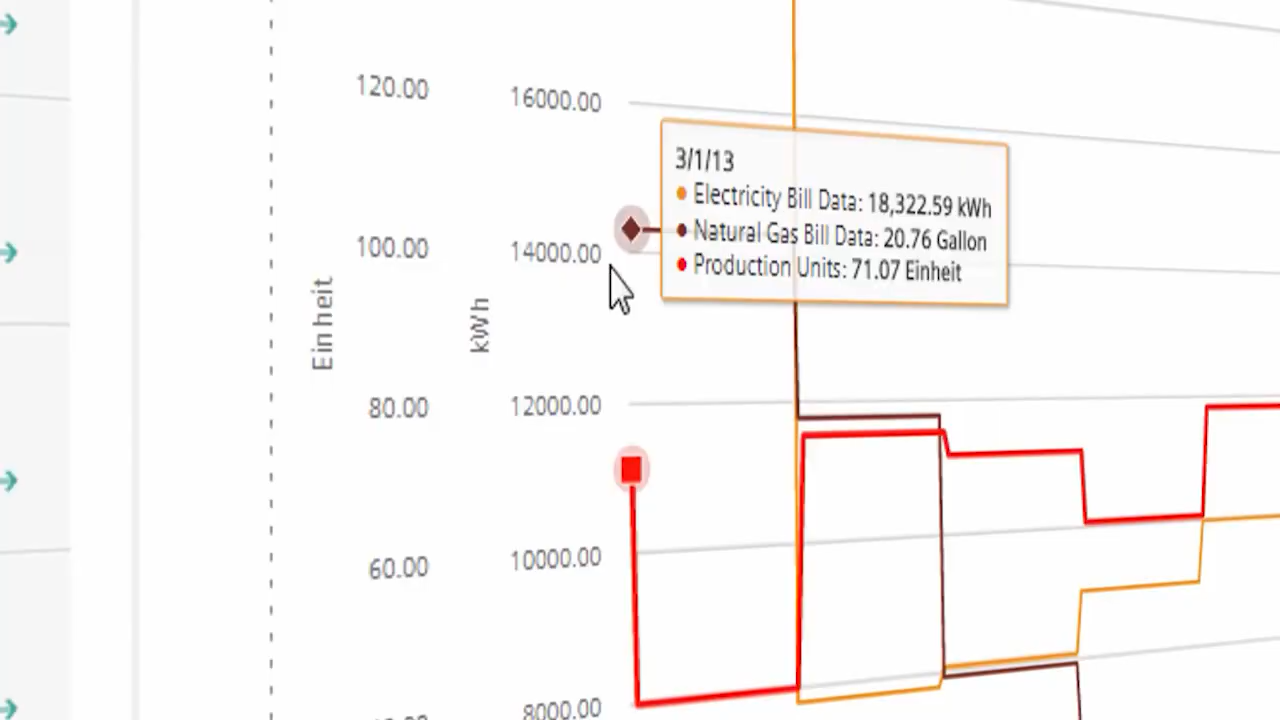 120.00
100.00
80.00
60.00
Einheit
kWh
16000.00
14000.00
12000.00
10000.00
8000.00
3/1/13
Electricity Bill Data: 18,322.59 kWh
Natural Gas Bill Data: 20.76 Gallon
Production Units: 71.07 Einheit